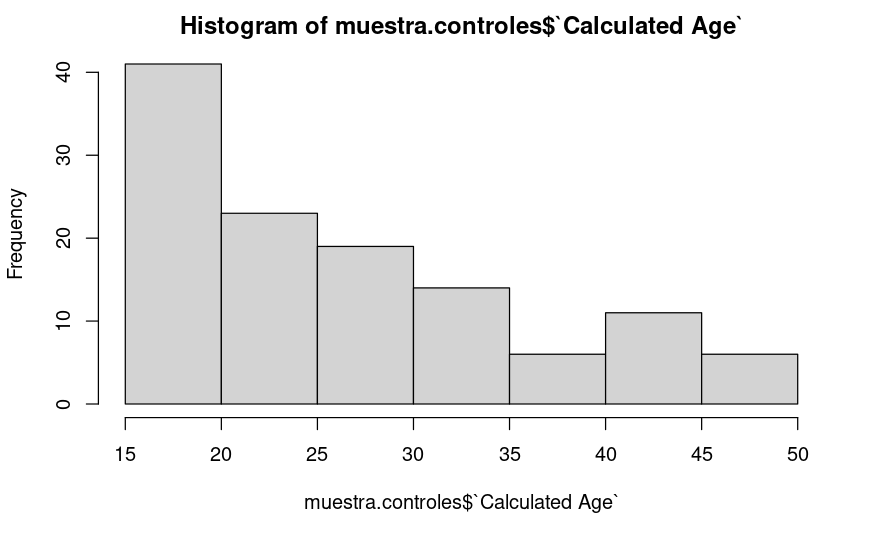 Histogram of muestra.controles$`Calculated Age`
Frequency
40
30
20
10
0
15 20 25 30 35 40 45 50
muestra.controles$`Calculated Age`